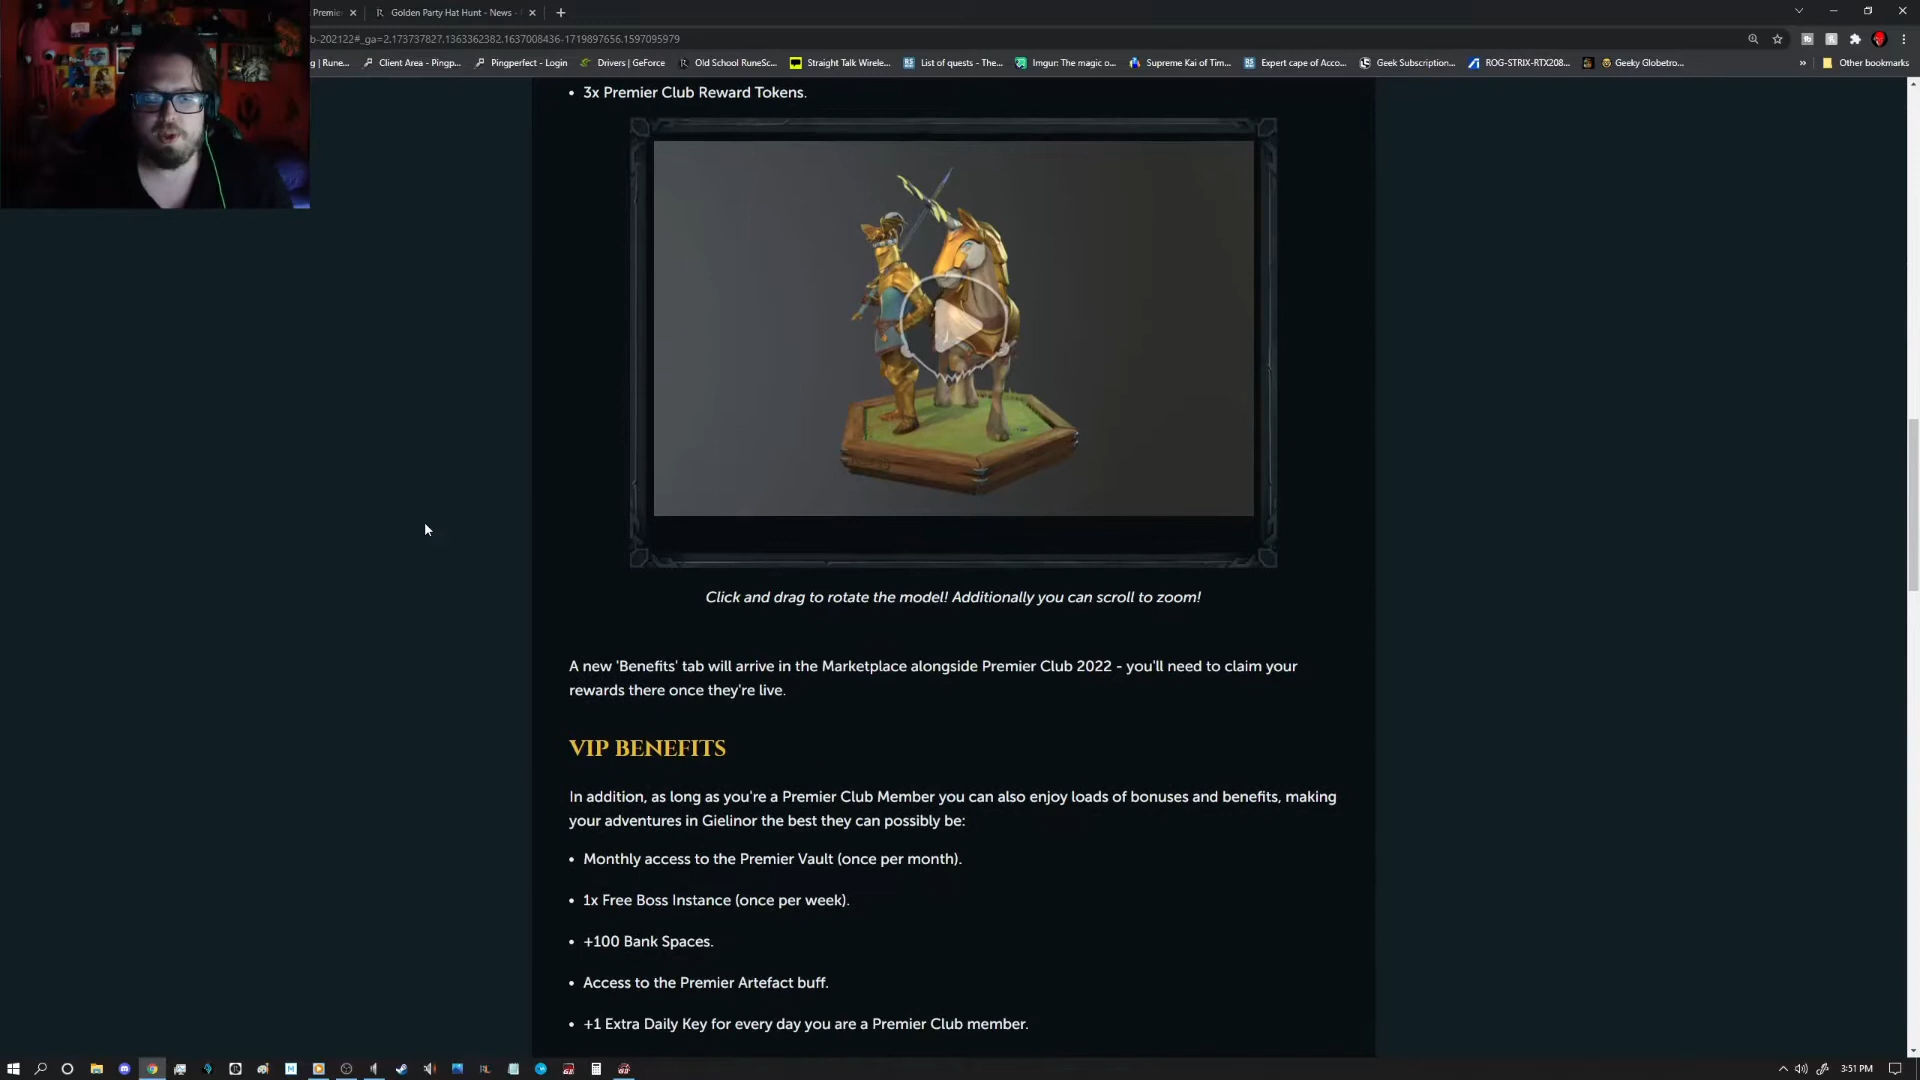 Premie
Golden Party Hat Hunt - News -
b-202122#_ga=2.173737827.1363362382.1637008436-1719897656.1597095979
g | Rune...
Client Area - Pingp...
Pingperfect - Login
Drivers | GeForce
Old School RuneSc...
Straight Talk Wirele...
List of quests - The...
Imgur: The magic o...
Supreme Kai of Tim...
Expert cape of Acco...
Geek Subscription...
ROG-STRIX-RTX208...
Geeky Globetro...
»
Other bookmarks
• 3x Premier Club Reward Tokens.
Click and drag to rotate the model! Additionally you can scroll to zoom!
A new 'Benefits' tab will arrive in the Marketplace alongside Premier Club 2022 - you'll need to claim your
rewards there once they're live.
VIP BENEFITS
In addition, as long as you're a Premier Club Member you can also enjoy loads of bonuses and benefits, making
your adventures in Gielinor the best they can possibly be:
• Monthly access to the Premier Vault (once per month).
• 1x Free Boss Instance (once per week).
• +100 Bank Spaces.
• Access to the Premier Artefact buff.
• +1 Extra Daily Key for every day you are a Premier Club member.
3:51 PM